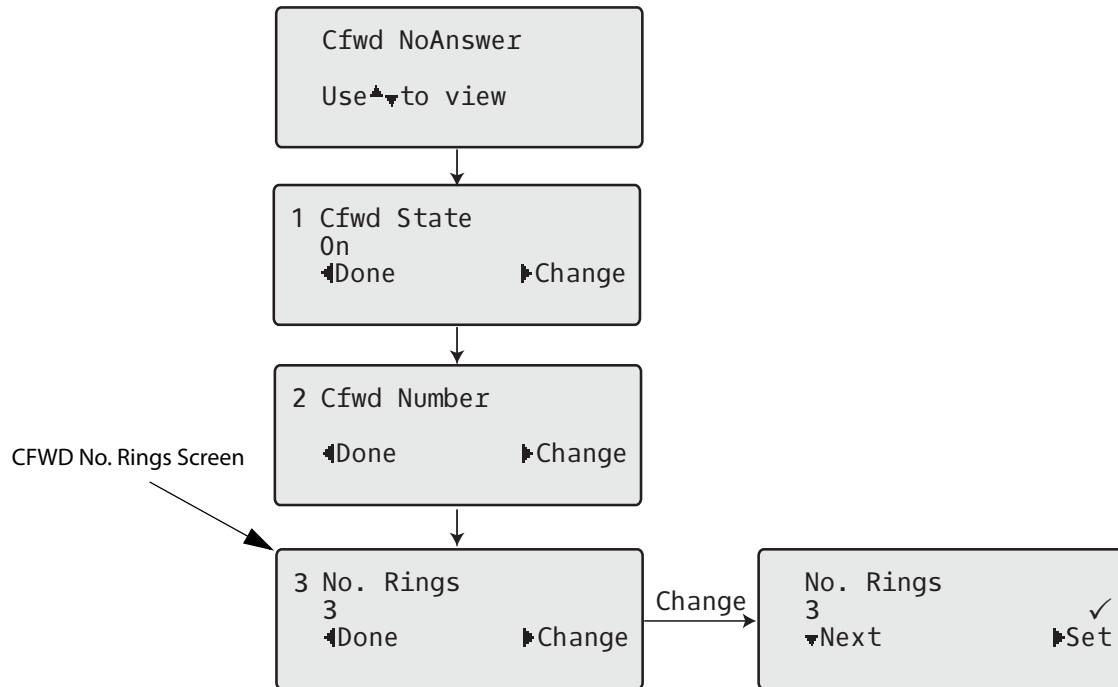 Cfwd NoAnswer
Use▲▼to view
1 Cfwd State
On
◀Done ▶Change
2 Cfwd Number
◀Done ▶Change
CFWD No. Rings Screen
3 No. Rings
3
◀Done ▶Change
Change
No. Rings
3 ✓
▼Next ▶Set